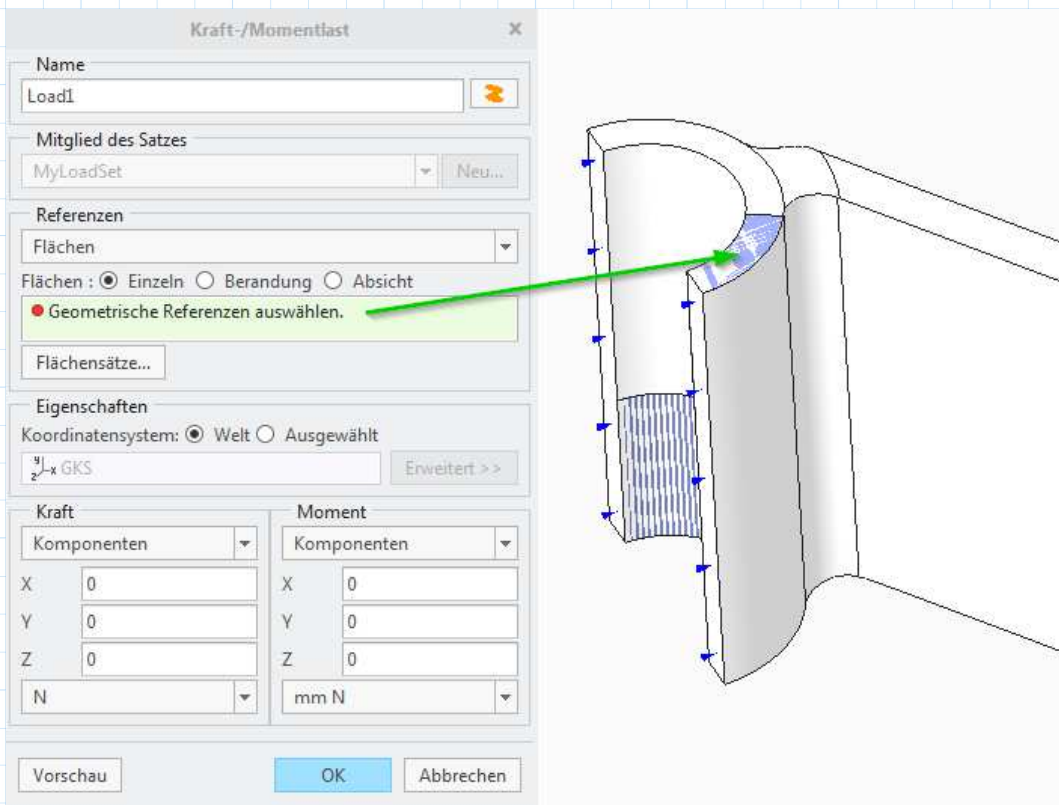 Kraft-/Momentlast
Name
Load1
Mitglied des Satzes
MyLoadSet
Neu...
Referenzen
Flächen
Flächen : Einzeln Berandung Absicht
Geometrische Referenzen auswählen.
Flächensätze...
Eigenschaften
Koordinatensystem: Welt Ausgewählt
y x z GKS
Erweitert >>
Kraft Moment
Komponenten Komponenten
X 0 X 0
Y 0 Y 0
Z 0 Z 0
N mm N
Vorschau OK Abbrechen